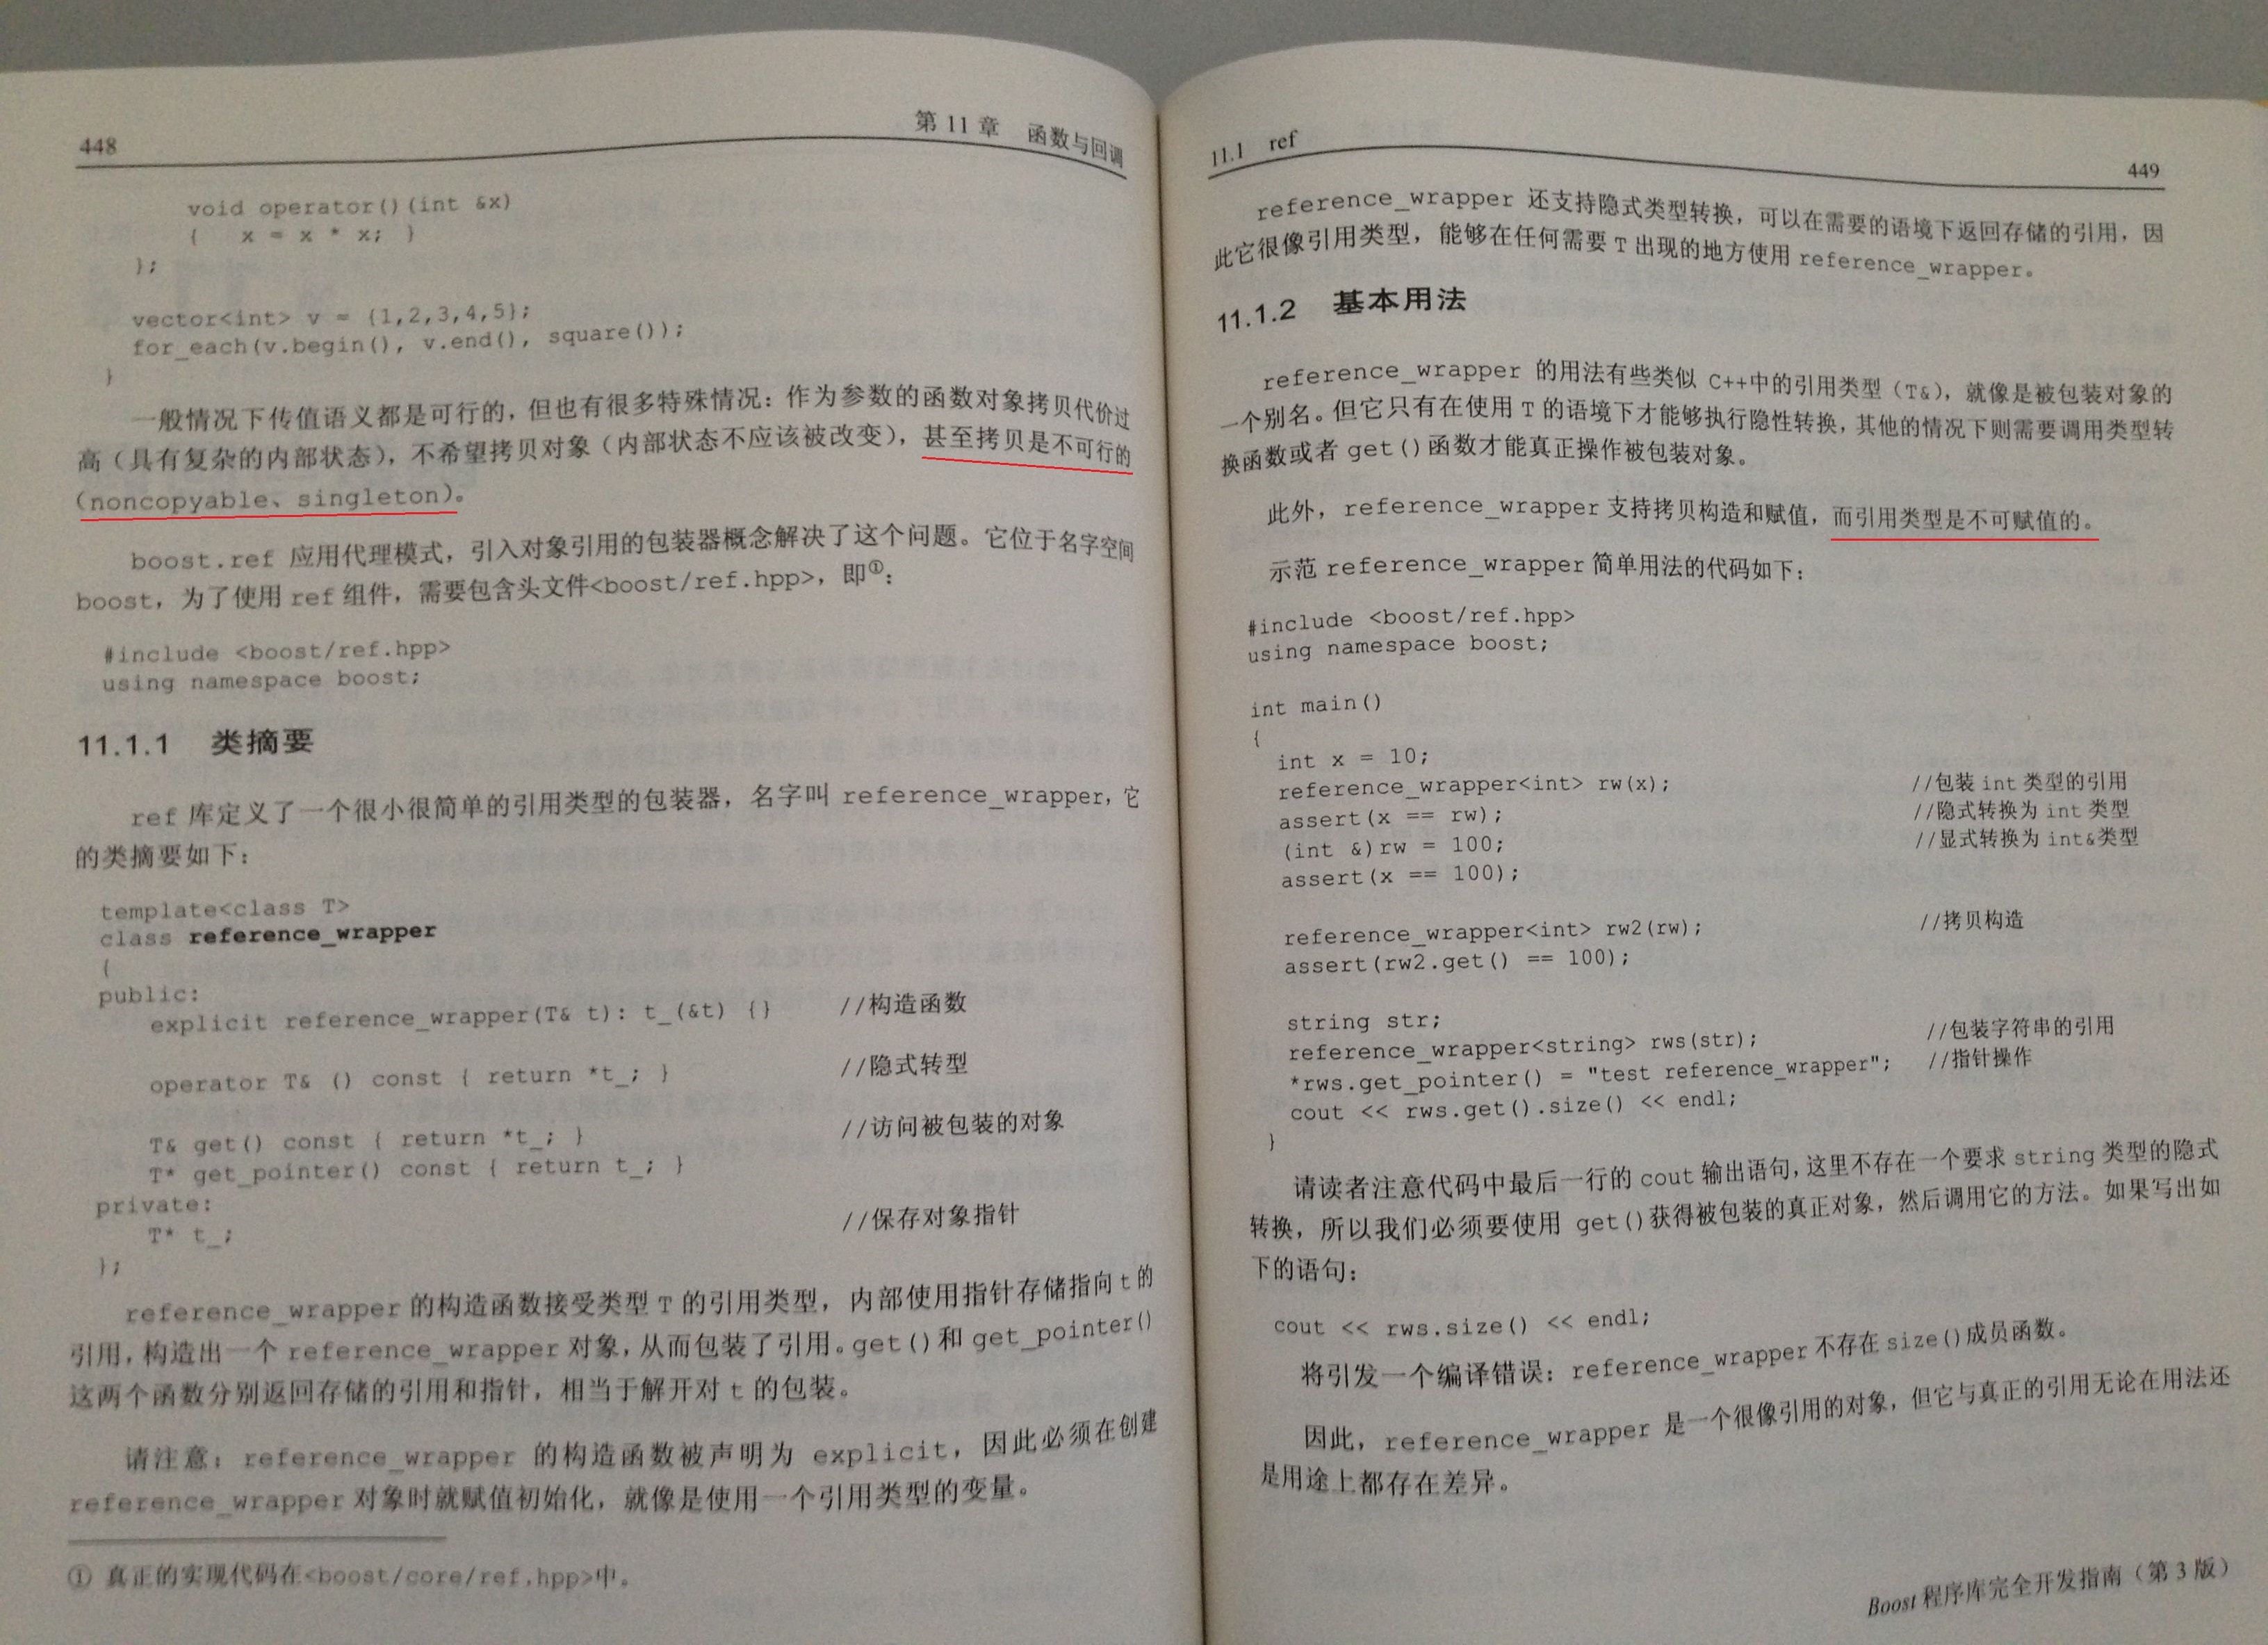 448
第 11 章 函数与回调
void operator()(int &x)
{ x = x * x; }
};
vector<int> v = {1,2,3,4,5};
for_each(v.begin(), v.end(), square());
}
一般情况下传值语义都是可行的，但也有很多特殊情况：作为参数的函数对象拷贝代价过
高（具有复杂的内部状态），不希望拷贝对象（内部状态不应该被改变），甚至拷贝是不可行的
（noncopyable、singleton）。
boost.ref 应用代理模式，引入对象引用的包装器概念解决了这个问题。它位于名字空间
boost，为了使用 ref 组件，需要包含头文件<boost/ref.hpp>，即①：
#include <boost/ref.hpp>
using namespace boost;
11.1.1 类摘要
ref 库定义了一个很小很简单的引用类型的包装器，名字叫 reference_wrapper，它
的类摘要如下：
template<class T>
class reference_wrapper
{
public:
explicit reference_wrapper(T& t): t_(&t) {} //构造函数
operator T& () const { return *t_; } //隐式转型
T& get() const { return *t_; } //访问被包装的对象
T* get_pointer() const { return t_; }
private:
T* t_; //保存对象指针
};
reference_wrapper 的构造函数接受类型 T 的引用类型，内部使用指针存储指向 t 的
引用，构造出一个 reference_wrapper 对象，从而包装了引用。get()和 get_pointer()
这两个函数分别返回存储的引用和指针，相当于解开对 t 的包装。
请注意：reference_wrapper 的构造函数被声明为 explicit，因此必须在创建
reference_wrapper 对象时就赋值初始化，就像是使用一个引用类型的变量。
① 真正的实现代码在<boost/core/ref.hpp>中。
11.1 ref
449
reference_wrapper 还支持隐式类型转换，可以在需要的语境下返回存储的引用，因
此它很像引用类型，能够在任何需要 T 出现的地方使用 reference_wrapper。
11.1.2 基本用法
reference_wrapper 的用法有些类似 C++中的引用类型（T&），就像是被包装对象的
一个别名。但它只有在使用 T 的语境下才能够执行隐性转换，其他的情况下则需要调用类型转
换函数或者 get()函数才能真正操作被包装对象。
此外，reference_wrapper 支持拷贝构造和赋值，而引用类型是不可赋值的。
示范 reference_wrapper 简单用法的代码如下：
#include <boost/ref.hpp>
using namespace boost;
int main()
{
int x = 10;
reference_wrapper<int> rw(x); //包装 int 类型的引用
assert(x == rw); //隐式转换为 int 类型
(int &)rw = 100; //显式转换为 int&类型
assert(x == 100);
reference_wrapper<int> rw2(rw); //拷贝构造
assert(rw2.get() == 100);
string str;
reference_wrapper<string> rws(str); //包装字符串的引用
*rws.get_pointer() = "test reference_wrapper"; //指针操作
cout << rws.get().size() << endl;
}
请读者注意代码中最后一行的 cout 输出语句，这里不存在一个要求 string 类型的隐式
转换，所以我们必须要使用 get()获得被包装的真正对象，然后调用它的方法。如果写出如
下的语句：
cout << rws.size() << endl;
将引发一个编译错误：reference_wrapper 不存在 size()成员函数。
因此，reference_wrapper 是一个很像引用的对象，但它与真正的引用无论在用法还
是用途上都存在差异。
Boost 程序库完全开发指南（第 3 版）